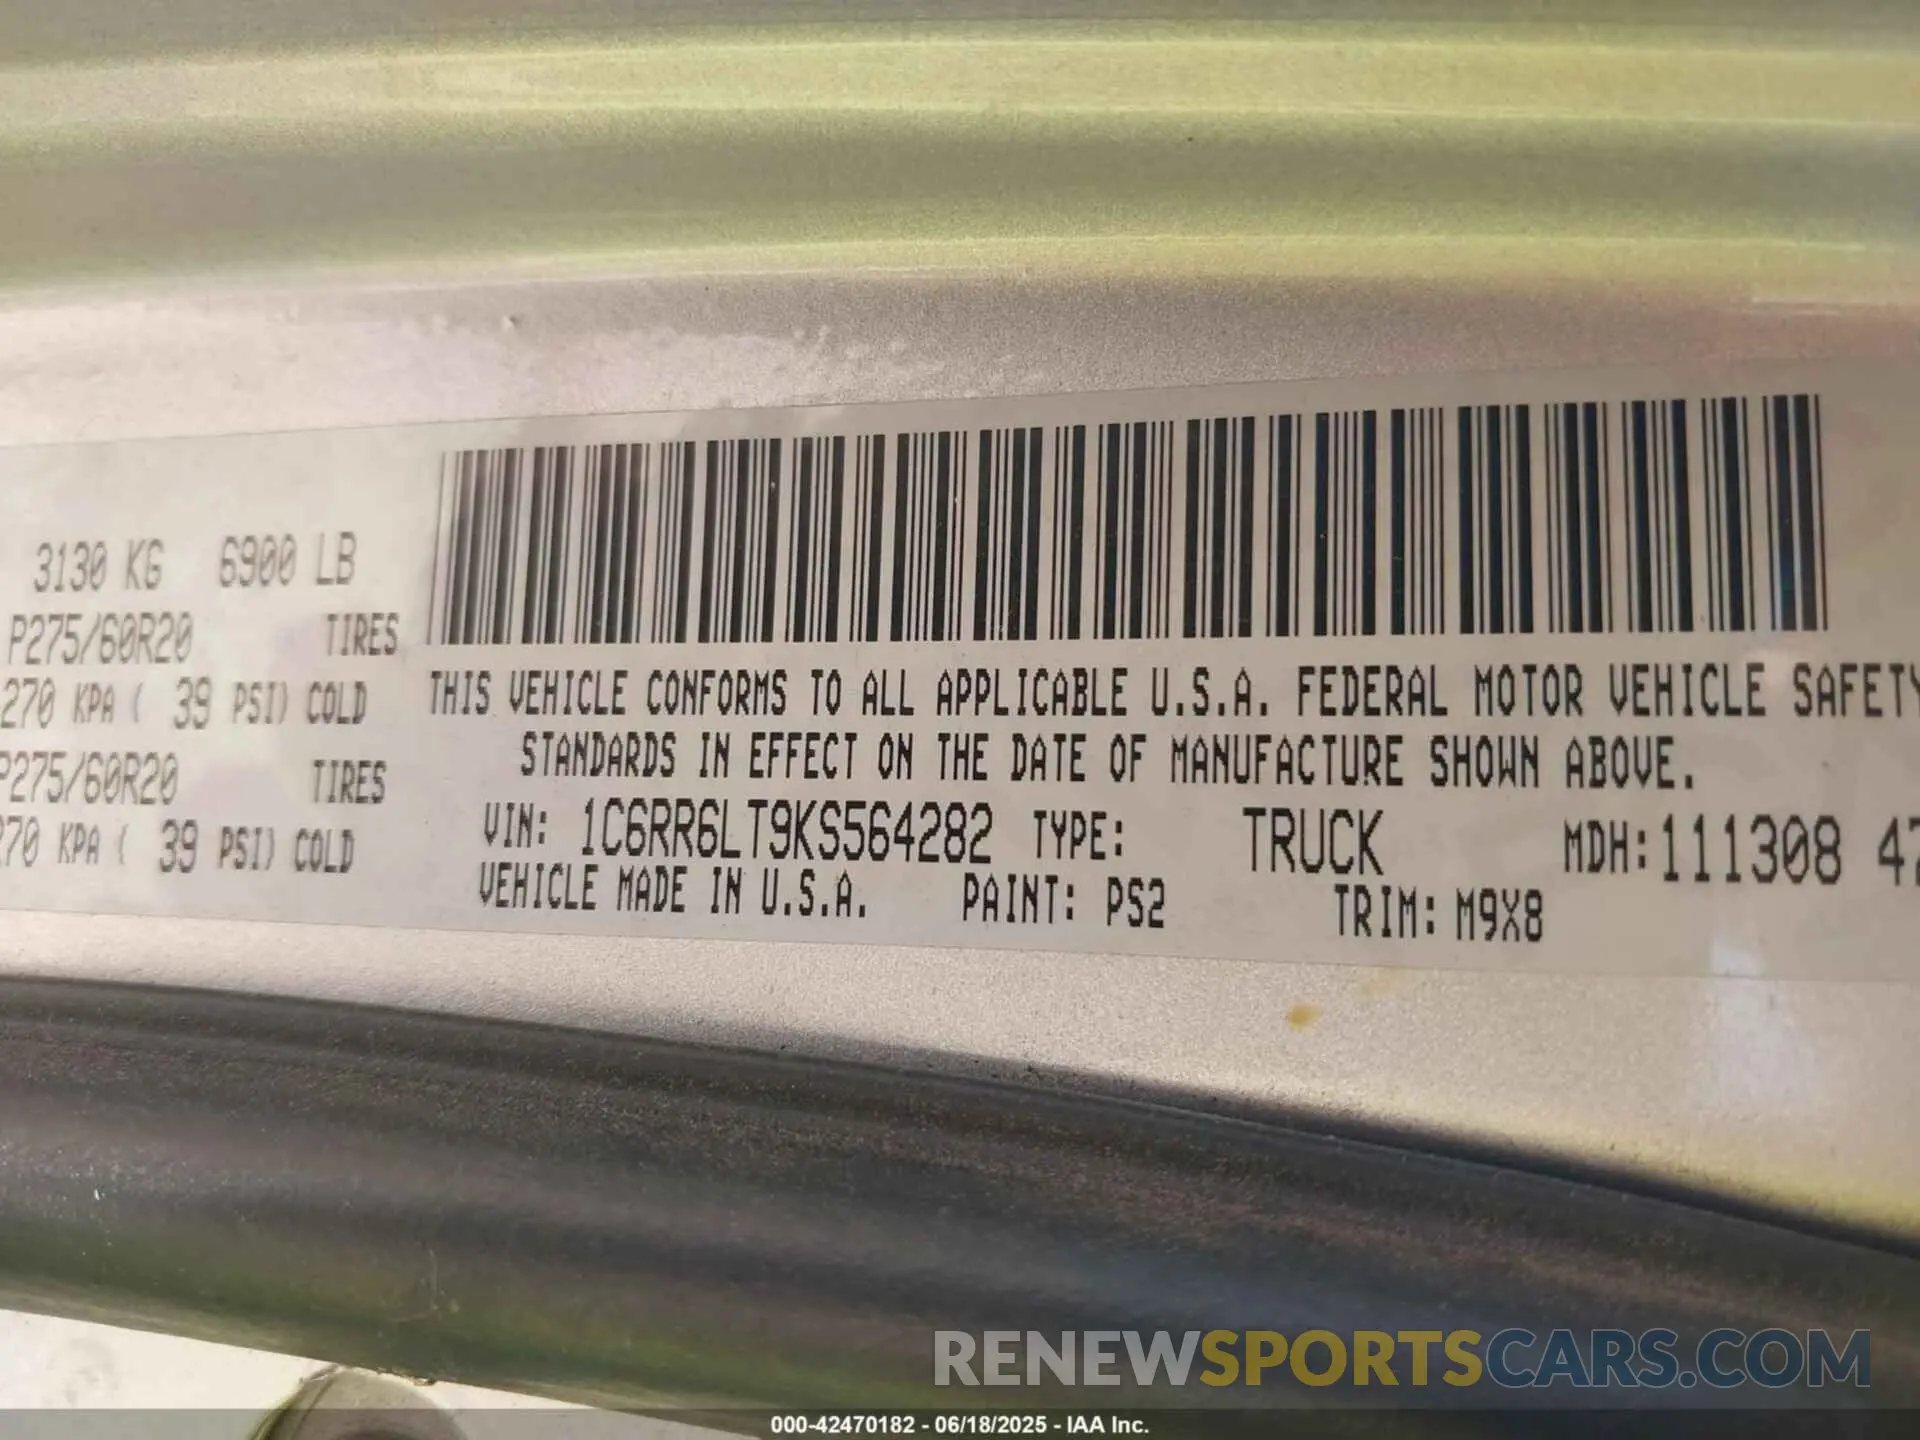 3130 KG 6900 LB
P275/60R20 TIRES
270 KPA ( 39 PSI) COLD
P275/60R20 TIRES
270 KPA ( 39 PSI) COLD
THIS VEHICLE CONFORMS TO ALL APPLICABLE U.S.A. FEDERAL MOTOR VEHICLE SAFETY
STANDARDS IN EFFECT ON THE DATE OF MANUFACTURE SHOWN ABOVE.
VIN: 1C6RR6LT9KS564282 TYPE: TRUCK MDH:111308 47
VEHICLE MADE IN U.S.A. PAINT: PS2 TRIM: M9X8
RENEWSPORTSCARS.COM
000-42470182 - 06/18/2025 - IAA Inc.